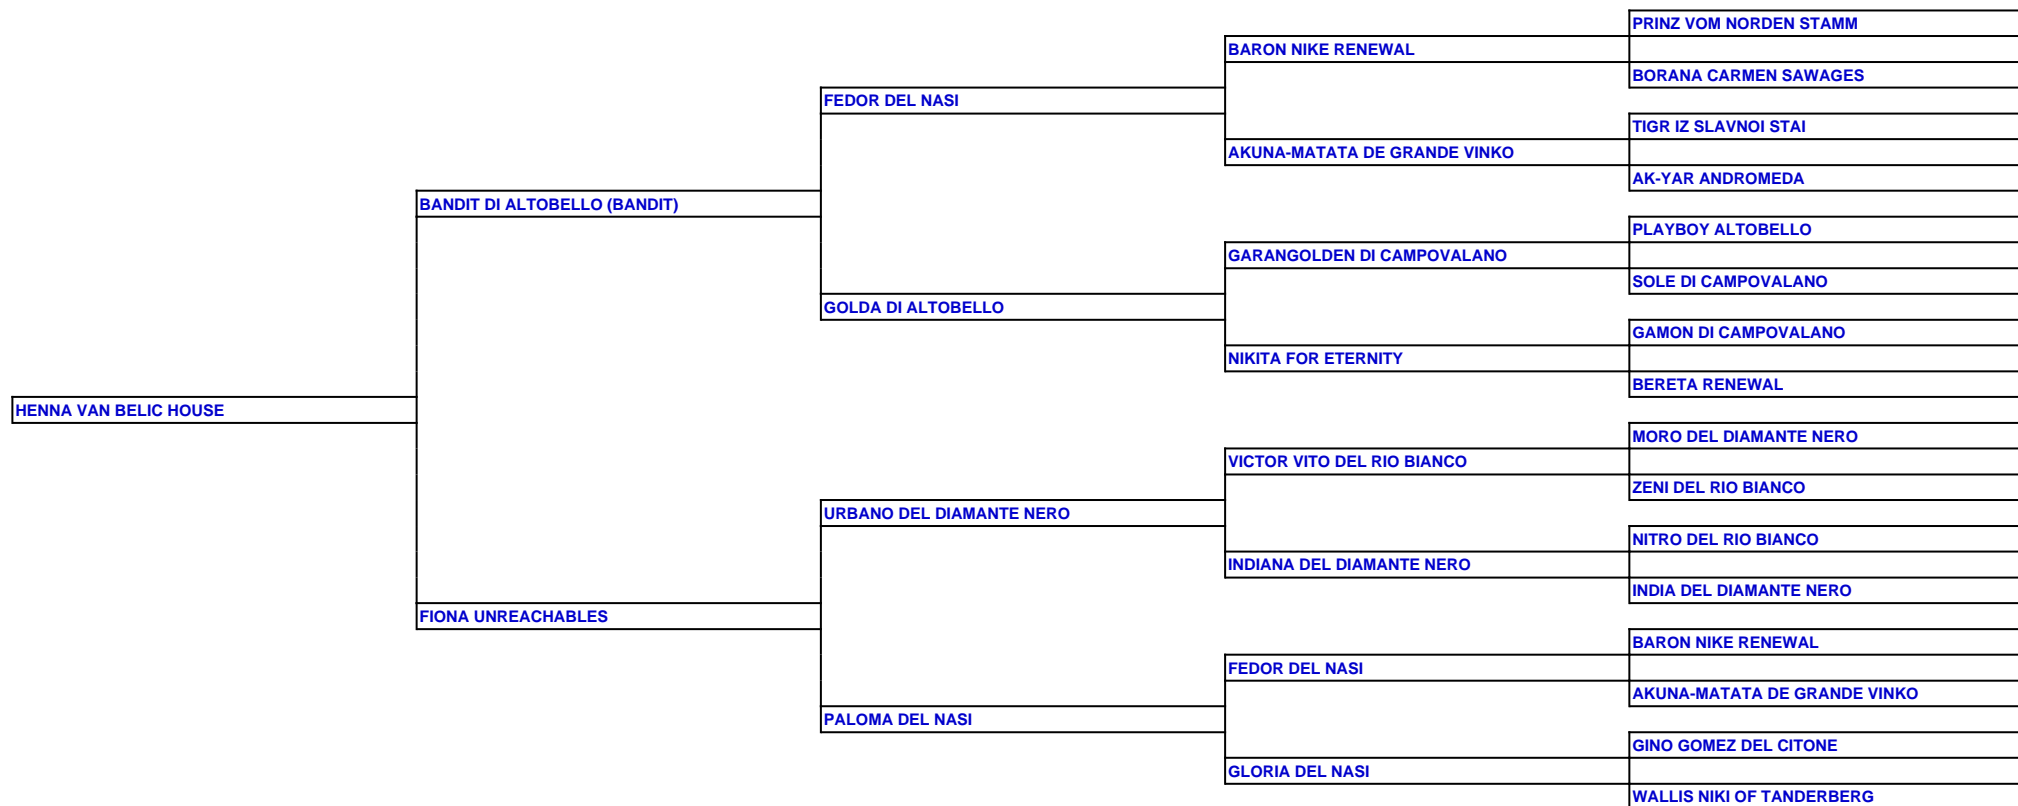 PRINZ VOM NORDEN STAMM
BARON NIKE RENEWAL
BORANA CARMEN SAWAGES
FEDOR DEL NASI
TIGR IZ SLAVNOI STAI
AKUNA-MATATA DE GRANDE VINKO
AK-YAR ANDROMEDA
BANDIT DI ALTOBELLO (BANDIT)
PLAYBOY ALTOBELLO
GARANGOLDEN DI CAMPOVALANO
SOLE DI CAMPOVALANO
GOLDA DI ALTOBELLO
GAMON DI CAMPOVALANO
NIKITA FOR ETERNITY
BERETA RENEWAL
HENNA VAN BELIC HOUSE
MORO DEL DIAMANTE NERO
VICTOR VITO DEL RIO BIANCO
ZENI DEL RIO BIANCO
URBANO DEL DIAMANTE NERO
NITRO DEL RIO BIANCO
INDIANA DEL DIAMANTE NERO
INDIA DEL DIAMANTE NERO
FIONA UNREACHABLES
BARON NIKE RENEWAL
FEDOR DEL NASI
AKUNA-MATATA DE GRANDE VINKO
PALOMA DEL NASI
GINO GOMEZ DEL CITONE
GLORIA DEL NASI
WALLIS NIKI OF TANDERBERG